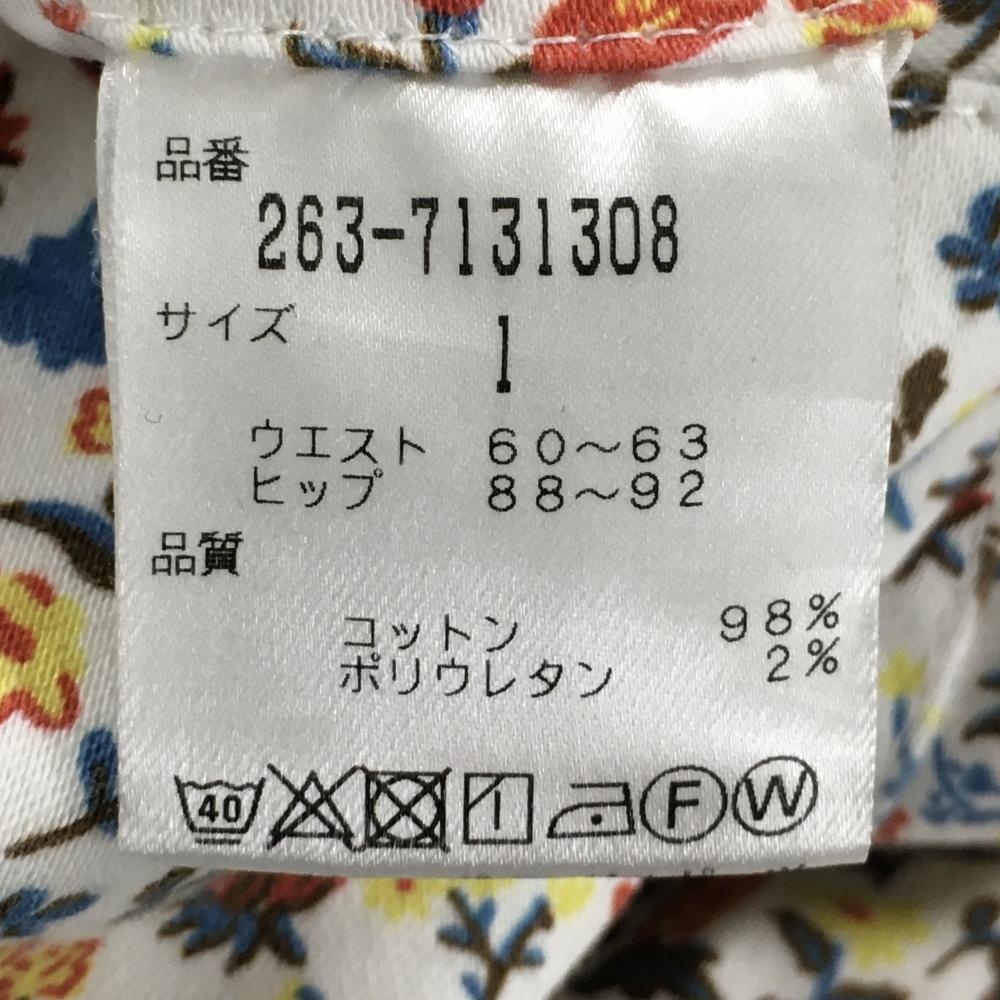 品番
263-7131308
サイズ
1
ウエスト 60～63
ヒップ 88～92
品質
コットン 98%
ポリウレタン 2%
40 F W